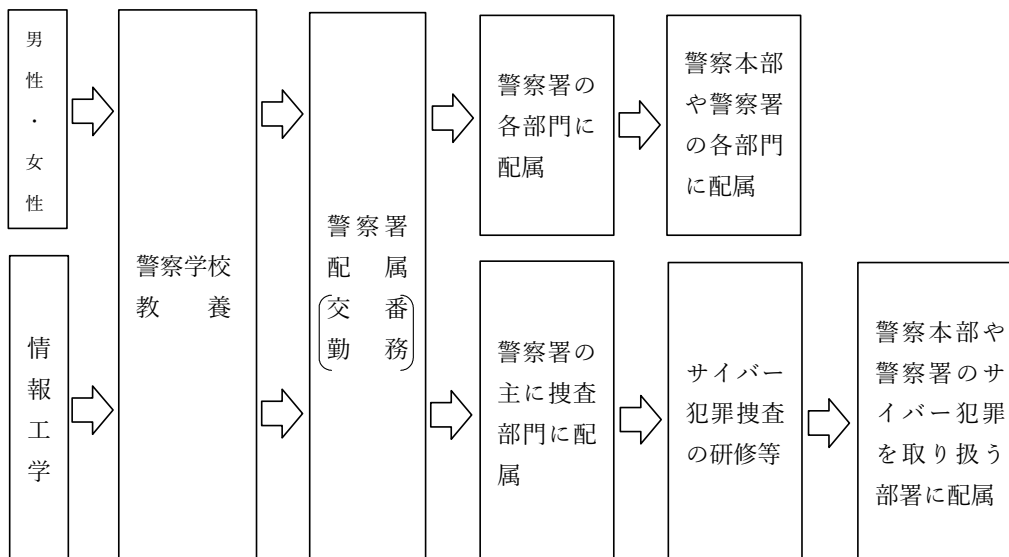 男性・女性
警察学校
教養
警察署
配属
(交番
勤務)
警察署の
各部門に
配属
警察本部
や警察署
の各部門
に配属
情報工学
警察署の
主に捜査
部門に配
属
サイバー
犯罪捜査
の研修等
警察本部や
警察署のサ
イバー犯罪
を取り扱う
部署に配属